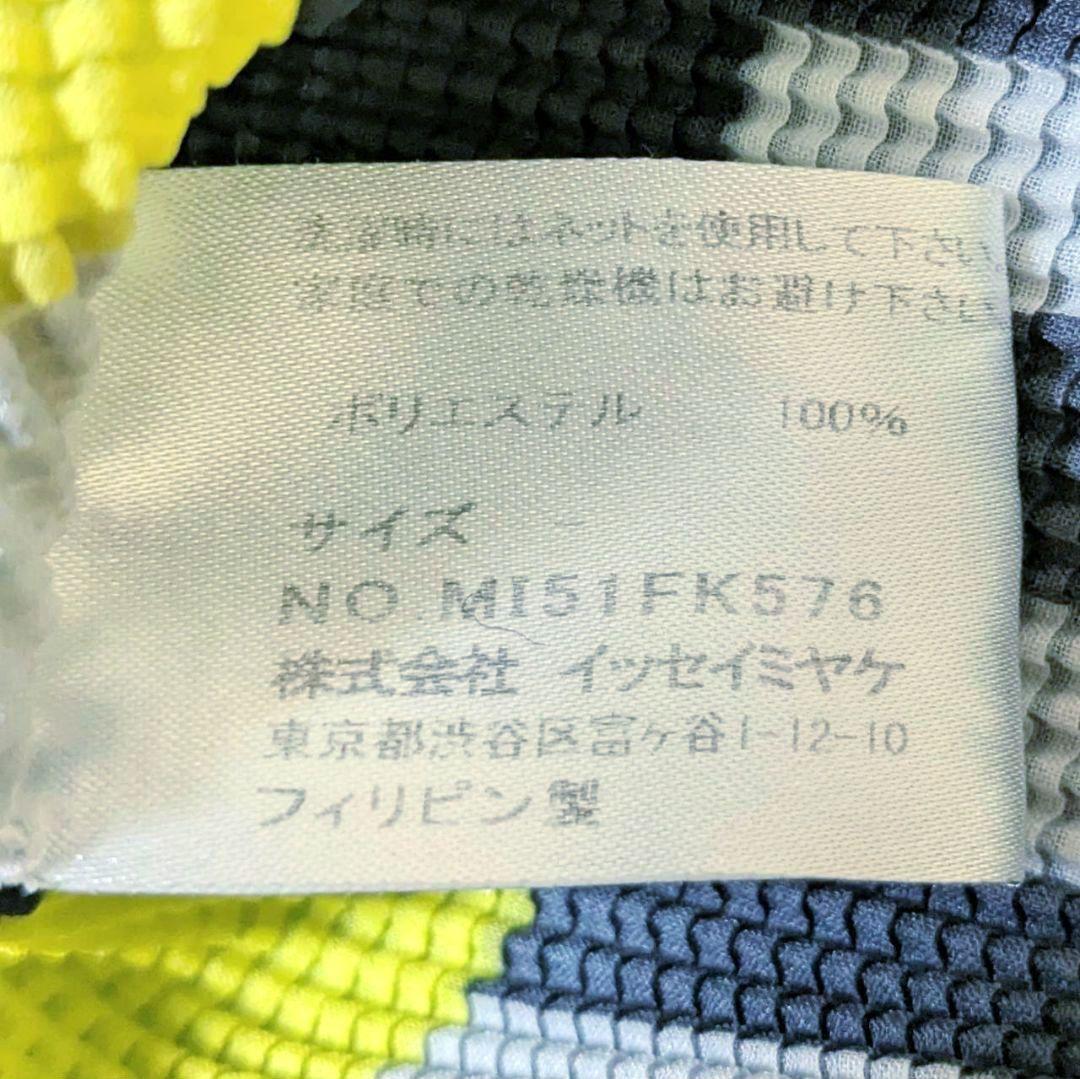 洗濯時にはネットを使用して下さい。
家庭での乾燥機はお避け下さい。
ポリエステル 100%
サイズ -
NO.MI51FK576
株式会社 イッセイミヤケ
東京都渋谷区富ヶ谷1-12-10
フィリピン製